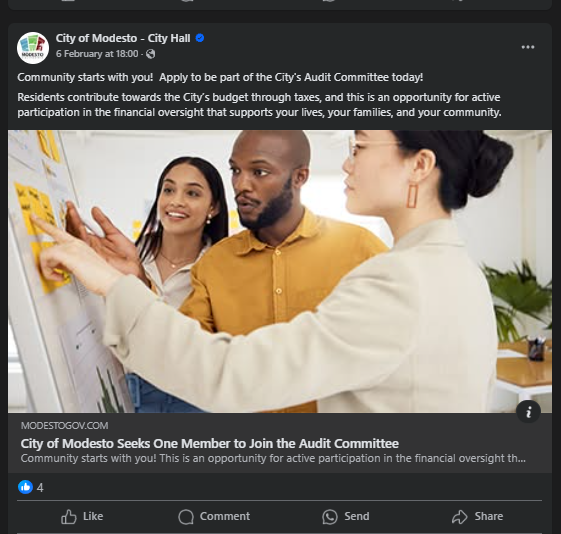 City of Modesto - City Hall
6 February at 18:00 ·
Community starts with you!  Apply to be part of the City's Audit Committee today!
Residents contribute towards the City's budget through taxes, and this is an opportunity for active
participation in the financial oversight that supports your lives, your families, and your community.
MODESTO
MODESTOGOV.COM
City of Modesto Seeks One Member to Join the Audit Committee
Community starts with you! This is an opportunity for active participation in the financial oversight th...
4
Like
Comment
Send
Share